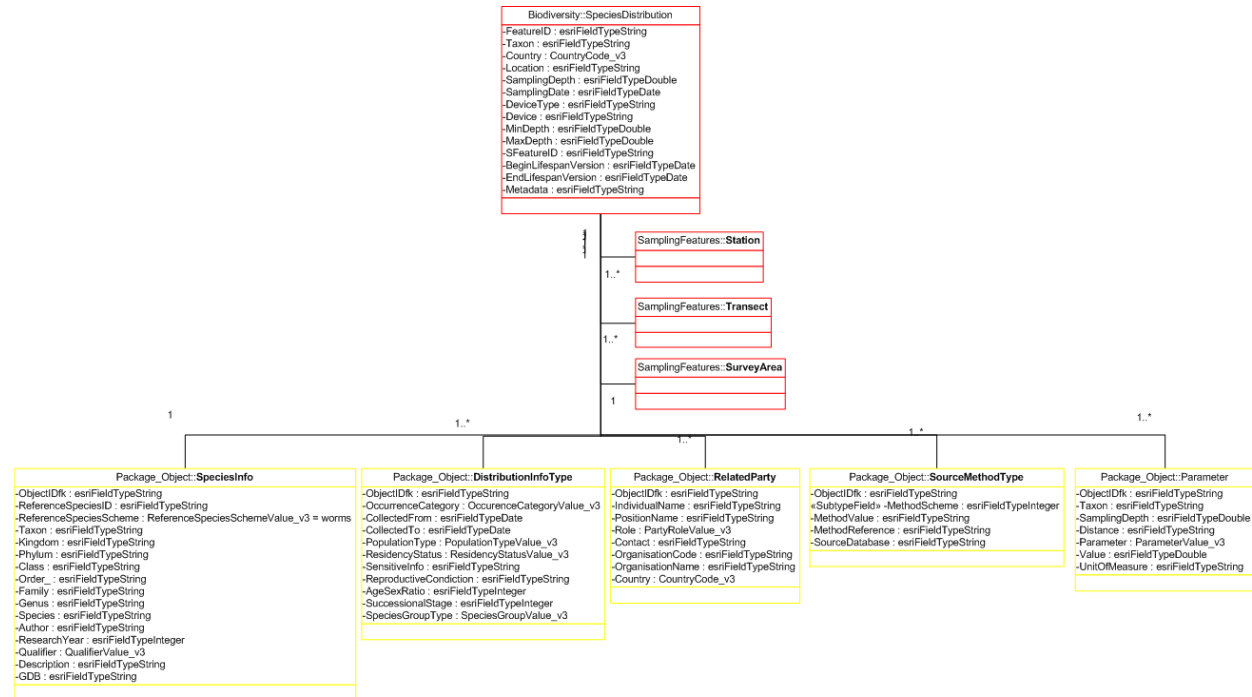 Biodiversity::SpeciesDistribution
-FeatureID : esriFieldTypeString
-Taxon : esriFieldTypeString
-Country : CountryCode_v3
-Location : esriFieldTypeString
-SamplingDepth : esriFieldTypeDouble
-SamplingDate : esriFieldTypeDate
-DeviceType : esriFieldTypeString
-Device : esriFieldTypeString
-MinDepth : esriFieldTypeDouble
-MaxDepth : esriFieldTypeDouble
-SFeatureID : esriFieldTypeString
-BeginLifespanVersion : esriFieldTypeDate
-EndLifespanVersion : esriFieldTypeDate
-Metadata : esriFieldTypeString
SamplingFeatures::Station
1..*
SamplingFeatures::Transect
1..*
SamplingFeatures::SurveyArea
1
1
1..*
1..*
1..*
1..*
Package_Object::SpeciesInfo
-ObjectIDfk : esriFieldTypeString
-ReferenceSpeciesID : esriFieldTypeString
-ReferenceSpeciesScheme : ReferenceSpeciesSchemeValue_v3 = worms
-Taxon : esriFieldTypeString
-Kingdom : esriFieldTypeString
-Phylum : esriFieldTypeString
-Class : esriFieldTypeString
-Order_ : esriFieldTypeString
-Family : esriFieldTypeString
-Genus : esriFieldTypeString
-Species : esriFieldTypeString
-Author : esriFieldTypeString
-ResearchYear : esriFieldTypeInteger
-Qualifier : QualifierValue_v3
-Description : esriFieldTypeString
-GDB : esriFieldTypeString
Package_Object::DistributionInfoType
-ObjectIDfk : esriFieldTypeString
-OccurrenceCategory : OccurenceCategoryValue_v3
-CollectedFrom : esriFieldTypeDate
-CollectedTo : esriFieldTypeDate
-PopulationType : PopulationTypeValue_v3
-ResidencyStatus : ResidencyStatusValue_v3
-SensitiveInfo : esriFieldTypeString
-ReproductiveCondiction : esriFieldTypeString
-AgeSexRatio : esriFieldTypeInteger
-SuccessionalStage : esriFieldTypeInteger
-SpeciesGroupType : SpeciesGroupValue_v3
Package_Object::RelatedParty
-ObjectIDfk : esriFieldTypeString
-IndividualName : esriFieldTypeString
-PositionName : esriFieldTypeString
-Role : PartyRoleValue_v3
-Contact : esriFieldTypeString
-OrganisationCode : esriFieldTypeString
-OrganisationName : esriFieldTypeString
-Country : CountryCode_v3
Package_Object::SourceMethodType
-ObjectIDfk : esriFieldTypeString
«SubtypeField» -MethodScheme : esriFieldTypeInteger
-MethodValue : esriFieldTypeString
-MethodReference : esriFieldTypeString
-SourceDatabase : esriFieldTypeString
Package_Object::Parameter
-ObjectIDfk : esriFieldTypeString
-Taxon : esriFieldTypeString
-SamplingDepth : esriFieldTypeDouble
-Distance : esriFieldTypeString
-Parameter : ParameterValue_v3
-Value : esriFieldTypeDouble
-UnitOfMeasure : esriFieldTypeString